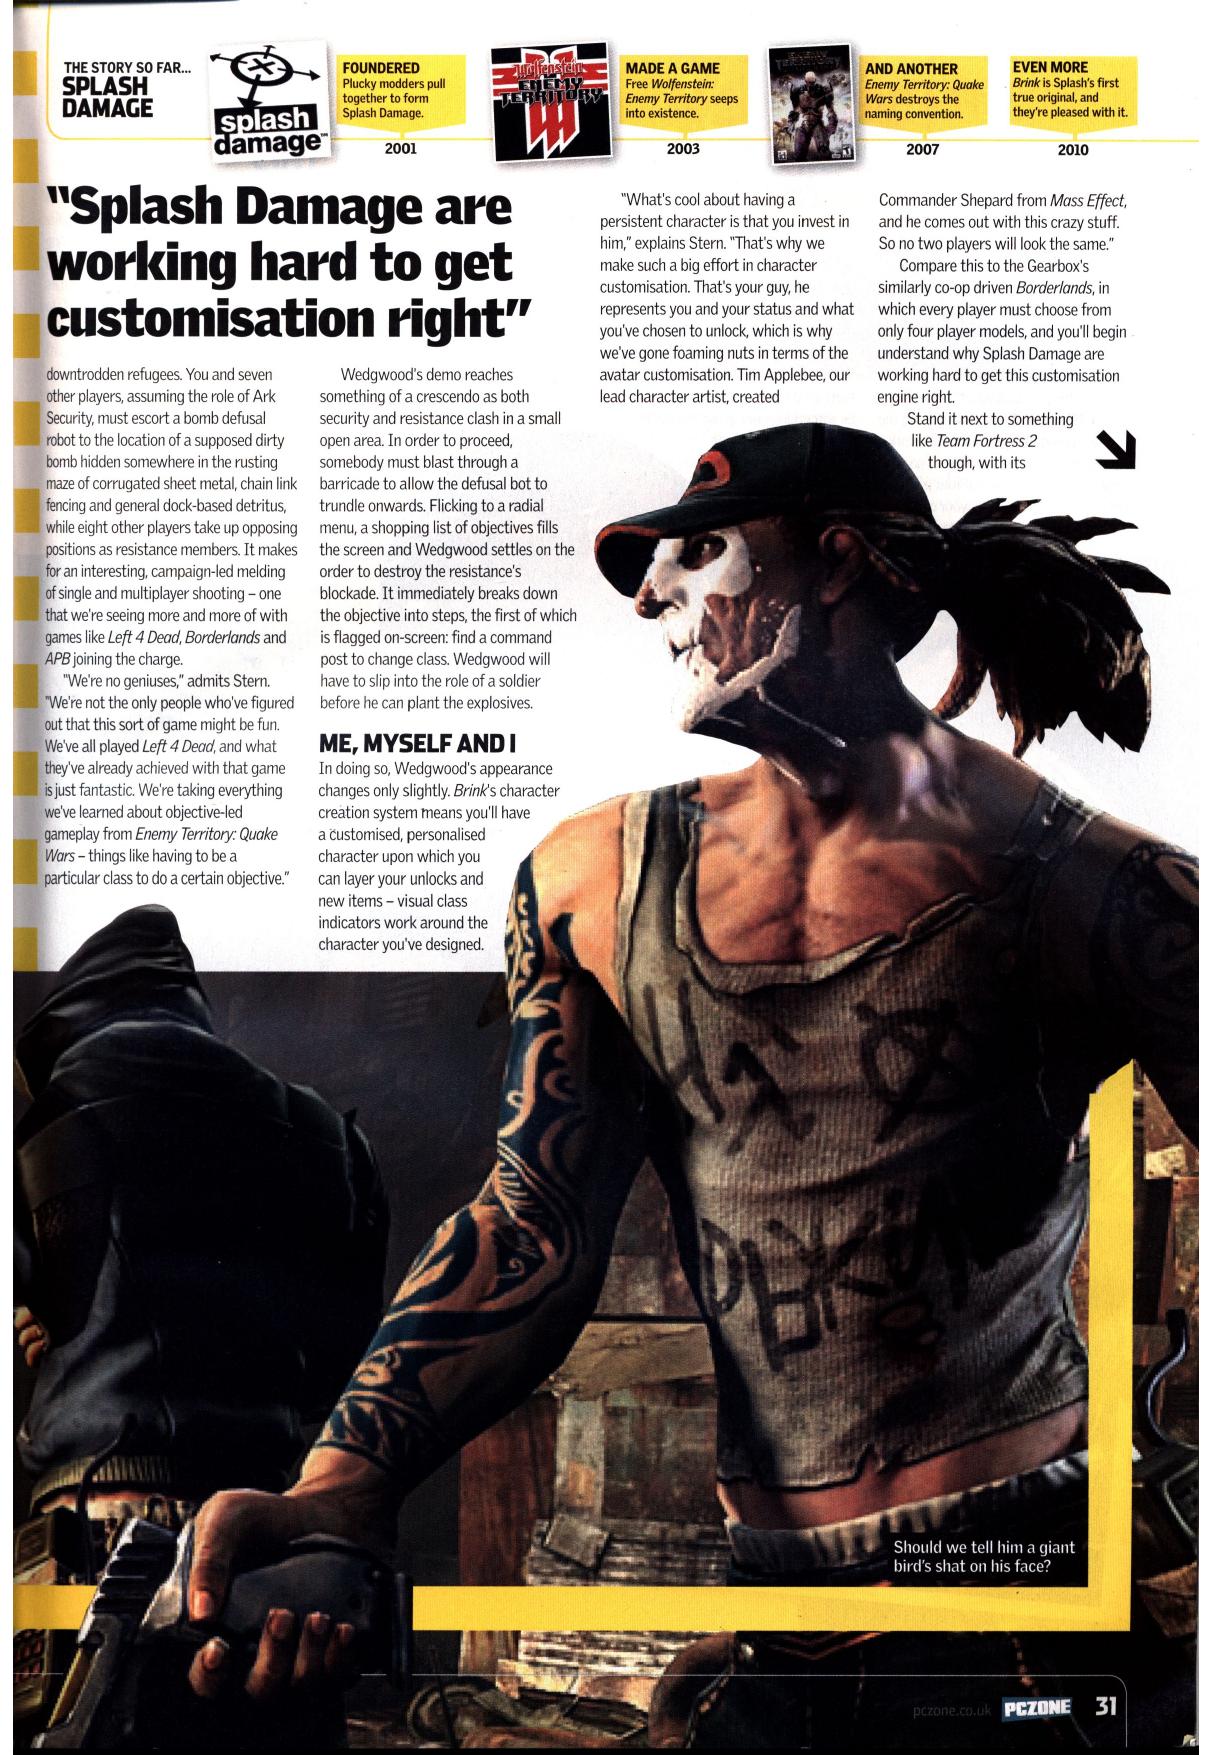 THE STORY SO FAR...
SPLASH
DAMAGE
splash
damage™
FOUNDERED
Plucky modders pull
together to form
Splash Damage.
2001
Wolfenstein
ENEMY
TERRITORY
MADE A GAME
Free Wolfenstein:
Enemy Territory seeps
into existence.
2003
ENEMY
TERRITORY
AND ANOTHER
Enemy Territory: Quake
Wars destroys the
naming convention.
2007
EVEN MORE
Brink is Splash's first
true original, and
they're pleased with it.
2010
"Splash Damage are
working hard to get
customisation right"
downtrodden refugees. You and seven
other players, assuming the role of Ark
Security, must escort a bomb defusal
robot to the location of a supposed dirty
bomb hidden somewhere in the rusting
maze of corrugated sheet metal, chain link
fencing and general dock-based detritus,
while eight other players take up opposing
positions as resistance members. It makes
for an interesting, campaign-led melding
of single and multiplayer shooting – one
that we're seeing more and more of with
games like Left 4 Dead, Borderlands and
APB joining the charge.
"We're no geniuses," admits Stern.
"We're not the only people who've figured
out that this sort of game might be fun.
We've all played Left 4 Dead, and what
they've already achieved with that game
is just fantastic. We're taking everything
we've learned about objective-led
gameplay from Enemy Territory: Quake
Wars – things like having to be a
particular class to do a certain objective."
Wedgwood's demo reaches
something of a crescendo as both
security and resistance clash in a small
open area. In order to proceed,
somebody must blast through a
barricade to allow the defusal bot to
trundle onwards. Flicking to a radial
menu, a shopping list of objectives fills
the screen and Wedgwood settles on the
order to destroy the resistance's
blockade. It immediately breaks down
the objective into steps, the first of which
is flagged on-screen: find a command
post to change class. Wedgwood will
have to slip into the role of a soldier
before he can plant the explosives.
ME, MYSELF AND I
In doing so, Wedgwood's appearance
changes only slightly. Brink's character
creation system means you'll have
a customised, personalised
character upon which you
can layer your unlocks and
new items – visual class
indicators work around the
character you've designed.
"What's cool about having a
persistent character is that you invest in
him," explains Stern. "That's why we
make such a big effort in character
customisation. That's your guy, he
represents you and your status and what
you've chosen to unlock, which is why
we've gone foaming nuts in terms of the
avatar customisation. Tim Applebee, our
lead character artist, created
Commander Shepard from Mass Effect,
and he comes out with this crazy stuff.
So no two players will look the same."
Compare this to the Gearbox's
similarly co-op driven Borderlands, in
which every player must choose from
only four player models, and you'll begin
understand why Splash Damage are
working hard to get this customisation
engine right.
Stand it next to something
like Team Fortress 2
though, with its
Should we tell him a giant
bird's shat on his face?
pczone.co.uk PCZONE 31